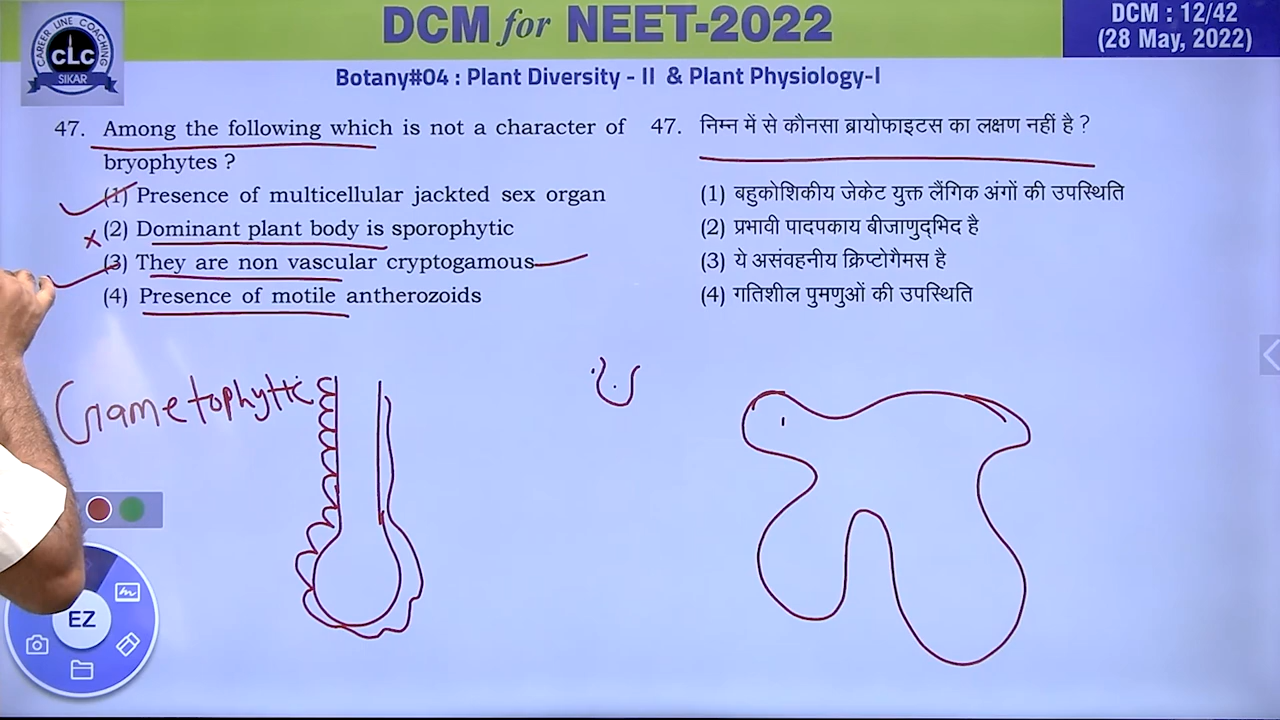 DCM for NEET-2022
DCM : 12/42
(28 May, 2022)
CAREER LINE COACHING
CLC
SIKAR
Botany#04 : Plant Diversity - II & Plant Physiology-I
47. Among the following which is not a character of
bryophytes ?
(1) Presence of multicellular jackted sex organ
(2) Dominant plant body is sporophytic
(3) They are non vascular cryptogamous
(4) Presence of motile antherozoids
47. निम्न में से कौनसा ब्रायोफाइटस का लक्षण नहीं है ?
(1) बहुकोशिकीय जेकेट युक्त लैंगिक अंगों की उपस्थिति
(2) प्रभावी पादपकाय बीजाणुद्‌भिद है
(3) ये असंवहनीय क्रिप्टोगैमस है
(4) गतिशील पुमणुओं की उपस्थिति
Gametophytic
EZ